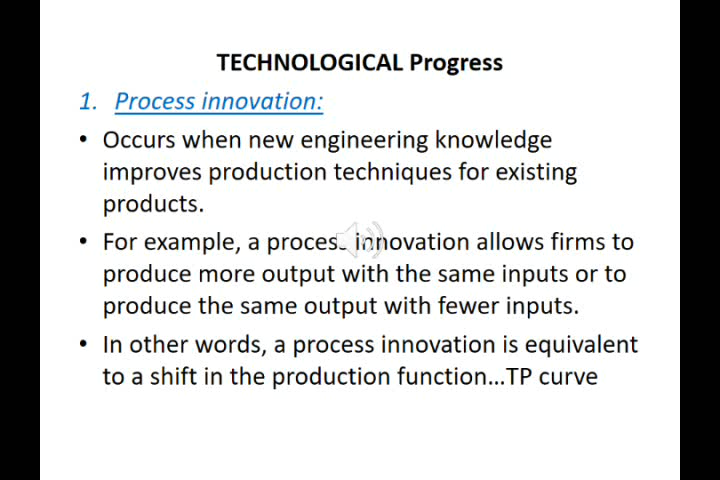 TECHNOLOGICAL Progress
1. Process innovation:
• Occurs when new engineering knowledge
improves production techniques for existing
products.
• For example, a process innovation allows firms to
produce more output with the same inputs or to
produce the same output with fewer inputs.
• In other words, a process innovation is equivalent
to a shift in the production function...TP curve